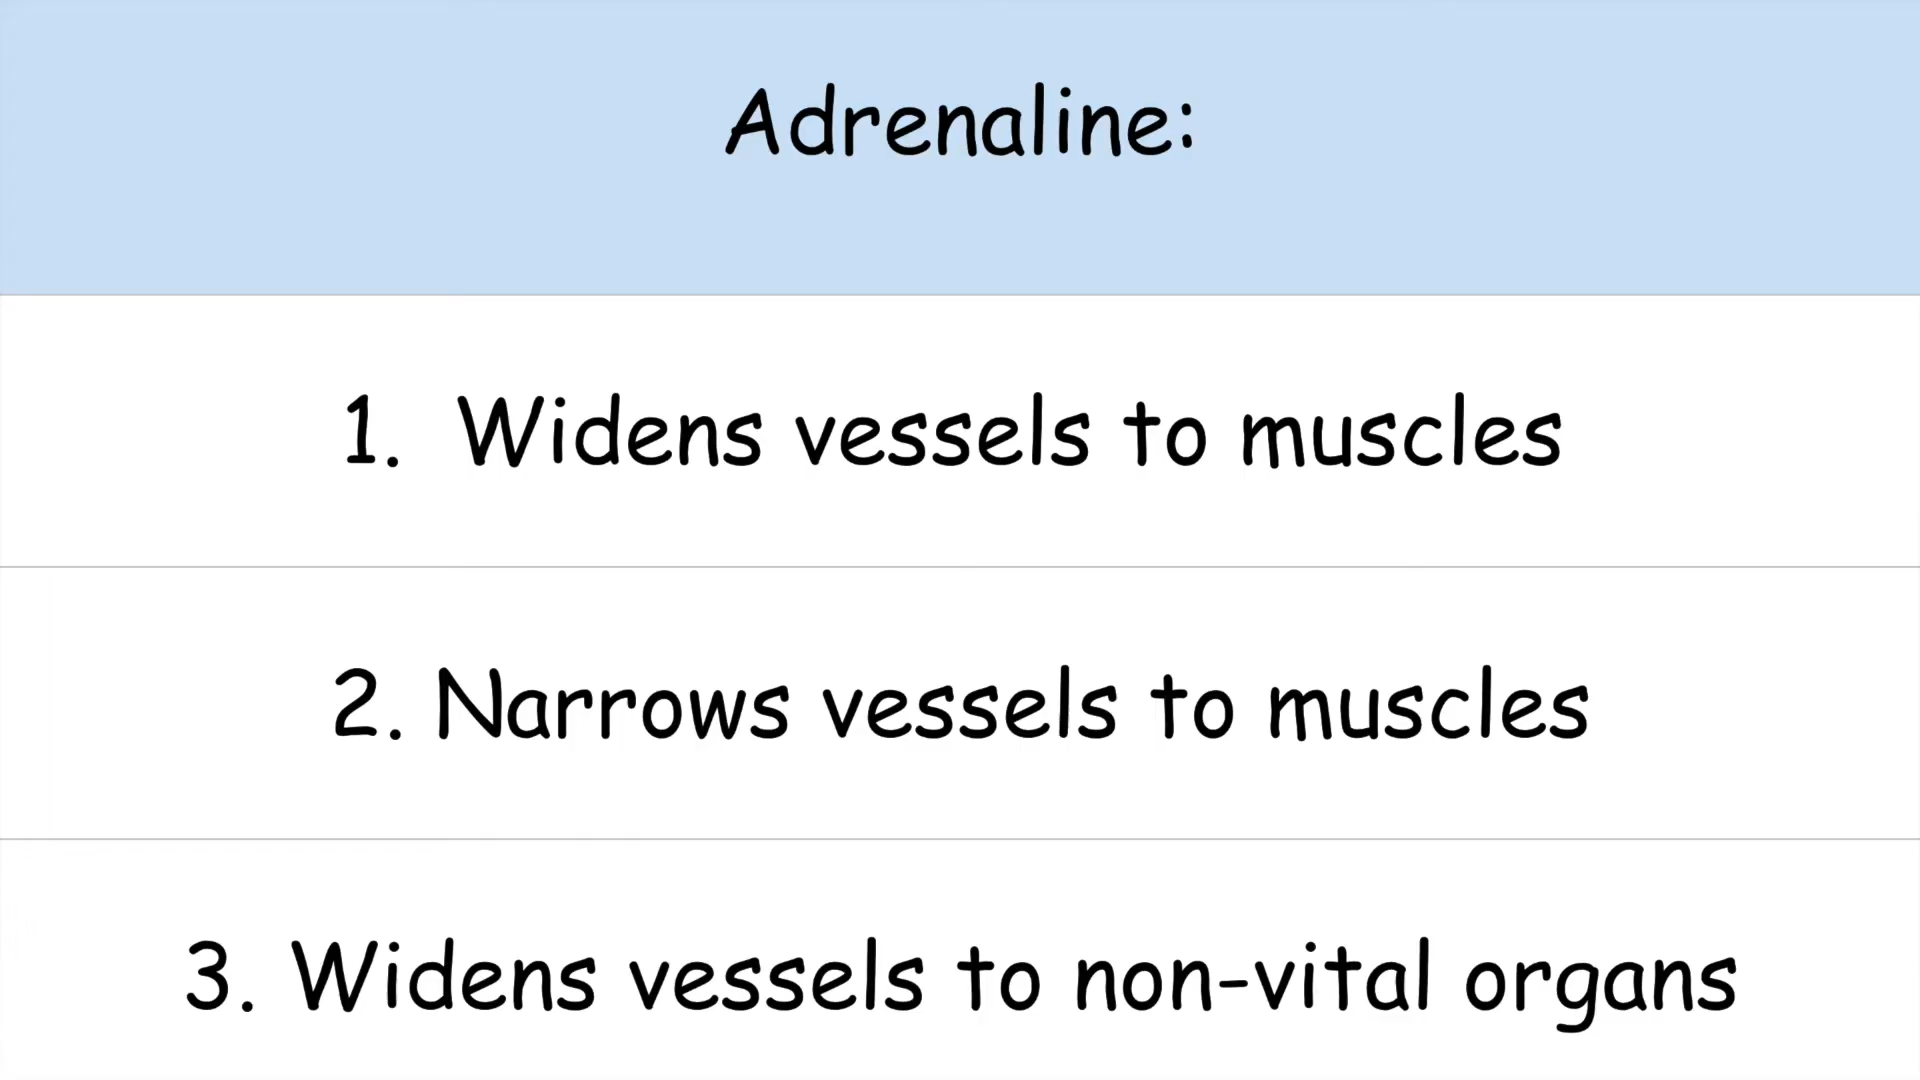 Adrenaline:
1. Widens vessels to muscles
2. Narrows vessels to muscles
3. Widens vessels to non-vital organs